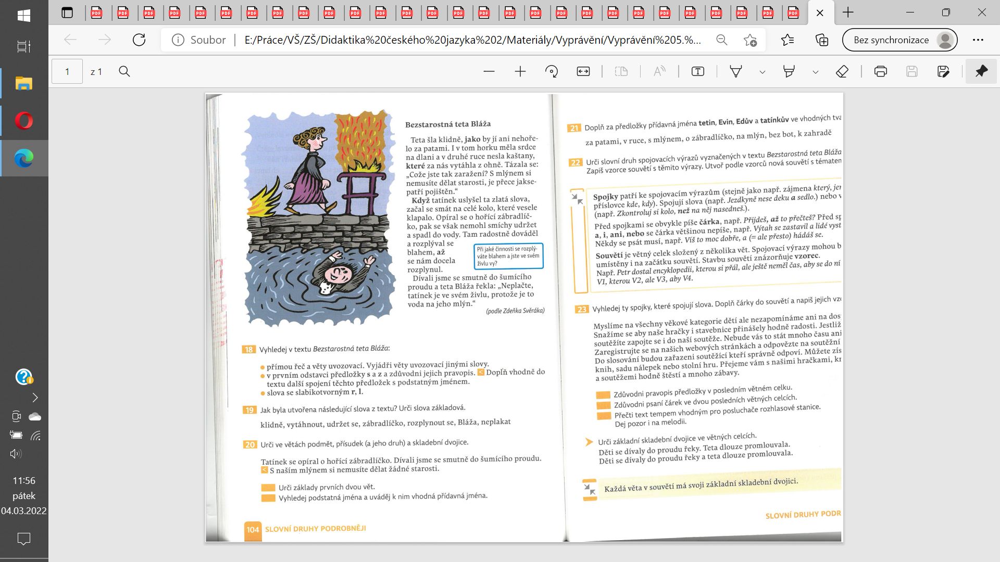 Soubor
E:/Práce/VŠ/ZŠ/Didaktika%20českého%20jazyka%202/Materiály/Vyprávění/Vyprávění%205.%...
Bez synchronizace
1
z 1
Bezstarostná teta Bláža
Teta šla klidně, jako by jí ani nehoře-
lo za patami. I v tom horku měla srdce
na dlani a v druhé ruce nesla kaštany,
které za nás vytáhla z ohně. Tázala se:
„Cože jste tak zaražení? S mlýnem si
nemusíte dělat starosti, je přece jakse-
patří pojištěn.“
Když tatínek uslyšel ta zlatá slova,
začal se smát na celé kolo, které vesele
klapalo. Opíral se o hořící zábradlíč-
ko, pak se však nemohl smíchy udržet
a spadl do vody. Tam radostně dováděl
a rozplýval se
blahem, až
se nám docela
rozplynul.
Při jaké činnosti se rozplý-
váte blahem a jste ve svém
živlu vy?
Dívali jsme se smutně do šumícího
proudu a teta Bláža řekla: „Neplačte,
tatínek je ve svém živlu, protože je to
voda na jeho mlýn.“
(podle Zdeňka Svěráka)
18 Vyhledej v textu Bezstarostná teta Bláža:
přímou řeč a věty uvozovací. Vyjádři věty uvozovací jinými slovy.
v prvním odstavci předložky s a z a zdůvodni jejich pravopis. < Doplň vhodně do
textu další spojení těchto předložek s podstatným jménem.
slova se slabikotvorným r, l.
19 Jak byla utvořena následující slova z textu? Urči slova základová.
klidně, vytáhnout, udržet se, zábradlíčko, rozplynout se, Bláža, neplakat
20 Urči ve větách podmět, přísudek (a jeho druh) a skladební dvojice.
Tatínek se opíral o hořící zábradlíčko. Dívali jsme se smutně do šumícího proudu.
< S naším mlýnem si nemusíte dělat žádné starosti.
Urči základy prvních dvou vět.
Vyhledej podstatná jména a uváděj k nim vhodná přídavná jména.
104 SLOVNÍ DRUHY PODROBNĚJI
21 Doplň za předložky přídavná jména tetin, Evin, Edův a tatínkův ve vhodných tva
za patami, v ruce, s mlýnem, o zábradlíčko, na mlýn, bez bot, k zahradě
22 Urči slovní druh spojovacích výrazů vyznačených v textu Bezstarostná teta Bláža
Zapiš vzorce souvětí s těmito výrazy. Utvoř podle vzorců nová souvětí s tématem
Spojky patří ke spojovacím výrazům (stejně jako např. zájmena který, jen
příslovce kde, kdy). Spojují slova (např. Jezdkyně nese deku a sedlo.) nebo v
(např. Zkontroluj si kolo, než na něj nasedneš.).
Před spojkami se obvykle píše čárka, např. Přijdeš, až to přečteš? Před sp
a, i, ani, nebo se čárka většinou nepíše, např. Výtah se zastavil a lidé vyst
Někdy se psát musí, např. Víš to moc dobře, a (= ale přesto) hádáš se.
Souvětí je větný celek složený z několika vět. Spojovací výrazy mohou b
umístěny i na začátku souvětí. Stavbu souvětí znázorňuje vzorec.
Např. Petr dostal encyklopedii, kterou si přál, ale ještě neměl čas, aby se do ní
V1, kterou V2, ale V3, aby V4.
23 Vyhledej ty spojky, které spojují slova. Doplň čárky do souvětí a napiš jejich vzo
Myslíme na všechny věkové kategorie dětí ale nezapomínáme ani na dos
Snažíme se aby naše hračky i stavebnice přinášely hodně radosti. Jestliž
soutěžíte zapojte se i do naší soutěže. Nebude vás to stát mnoho času ani
Zaregistrujte se na našich webových stránkách a odpovězte na soutěžní
Do slosování budou zařazeni soutěžící kteří správně odpoví. Můžete zís
knih, sadu nálepek nebo stolní hru. Přejeme vám s našimi hračkami, kn
a soutěžemi hodně štěstí a mnoho zábavy.
Zdůvodni pravopis předložky v posledním větném celku.
Zdůvodni psaní čárek ve dvou posledních větných celcích.
Přečti text tempem vhodným pro posluchače rozhlasové stanice.
Dej pozor i na melodii.
Urči základní skladební dvojice ve větných celcích.
Děti se dívaly do proudu řeky. Teta dlouze promlouvala.
Děti se dívaly do proudu řeky a teta dlouze promlouvala.
Každá věta v souvětí má svoji základní skladební dvojici.
SLOVNÍ DRUHY PODR
11:56
pátek
04.03.2022